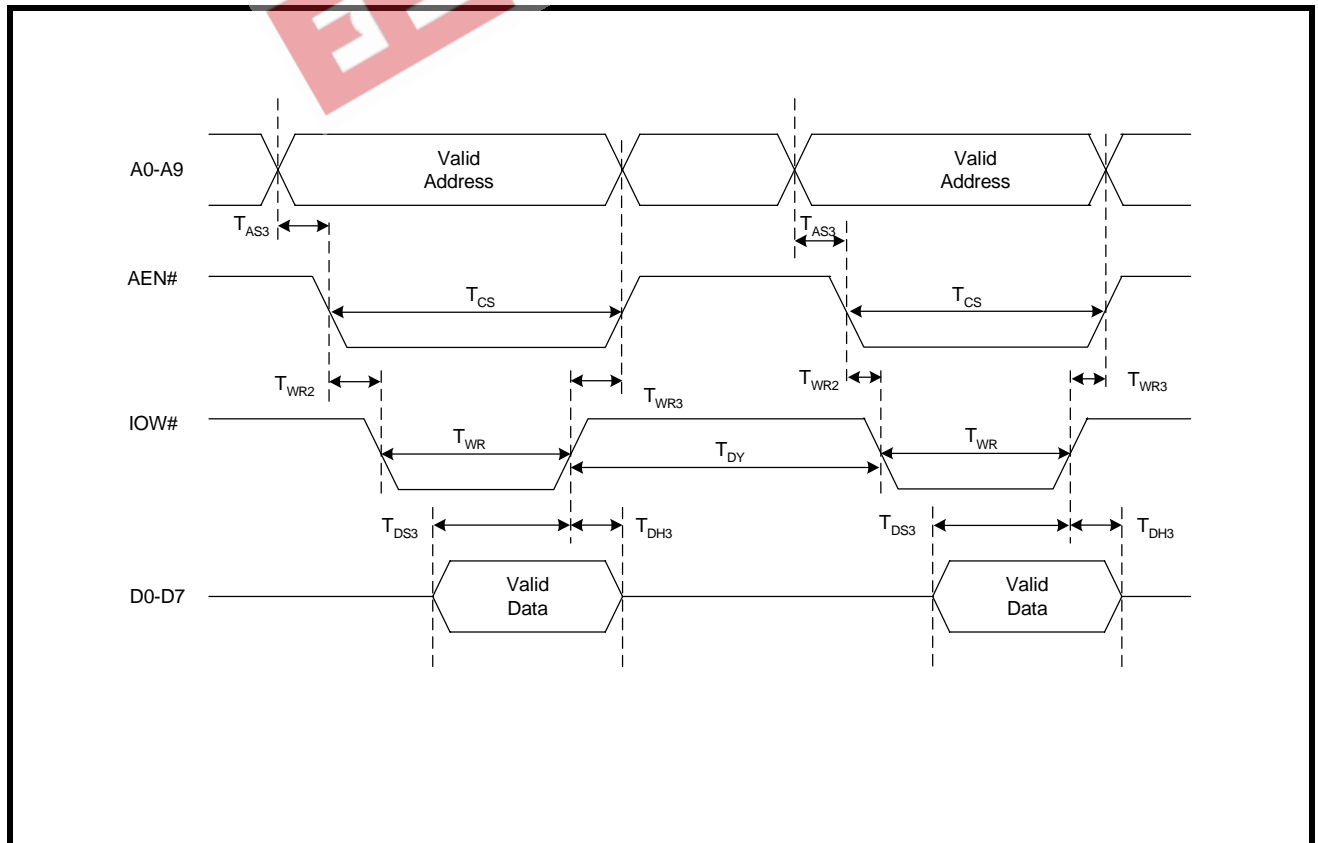 A0-A9
Valid
Address
Valid
Address
TAS3
TAS3
AEN#
TCS
TCS
TWR2
TWR3
TWR2
TWR3
IOW#
TWR
TDY
TWR
TDS3
TDH3
TDS3
TDH3
D0-D7
Valid
Data
Valid
Data